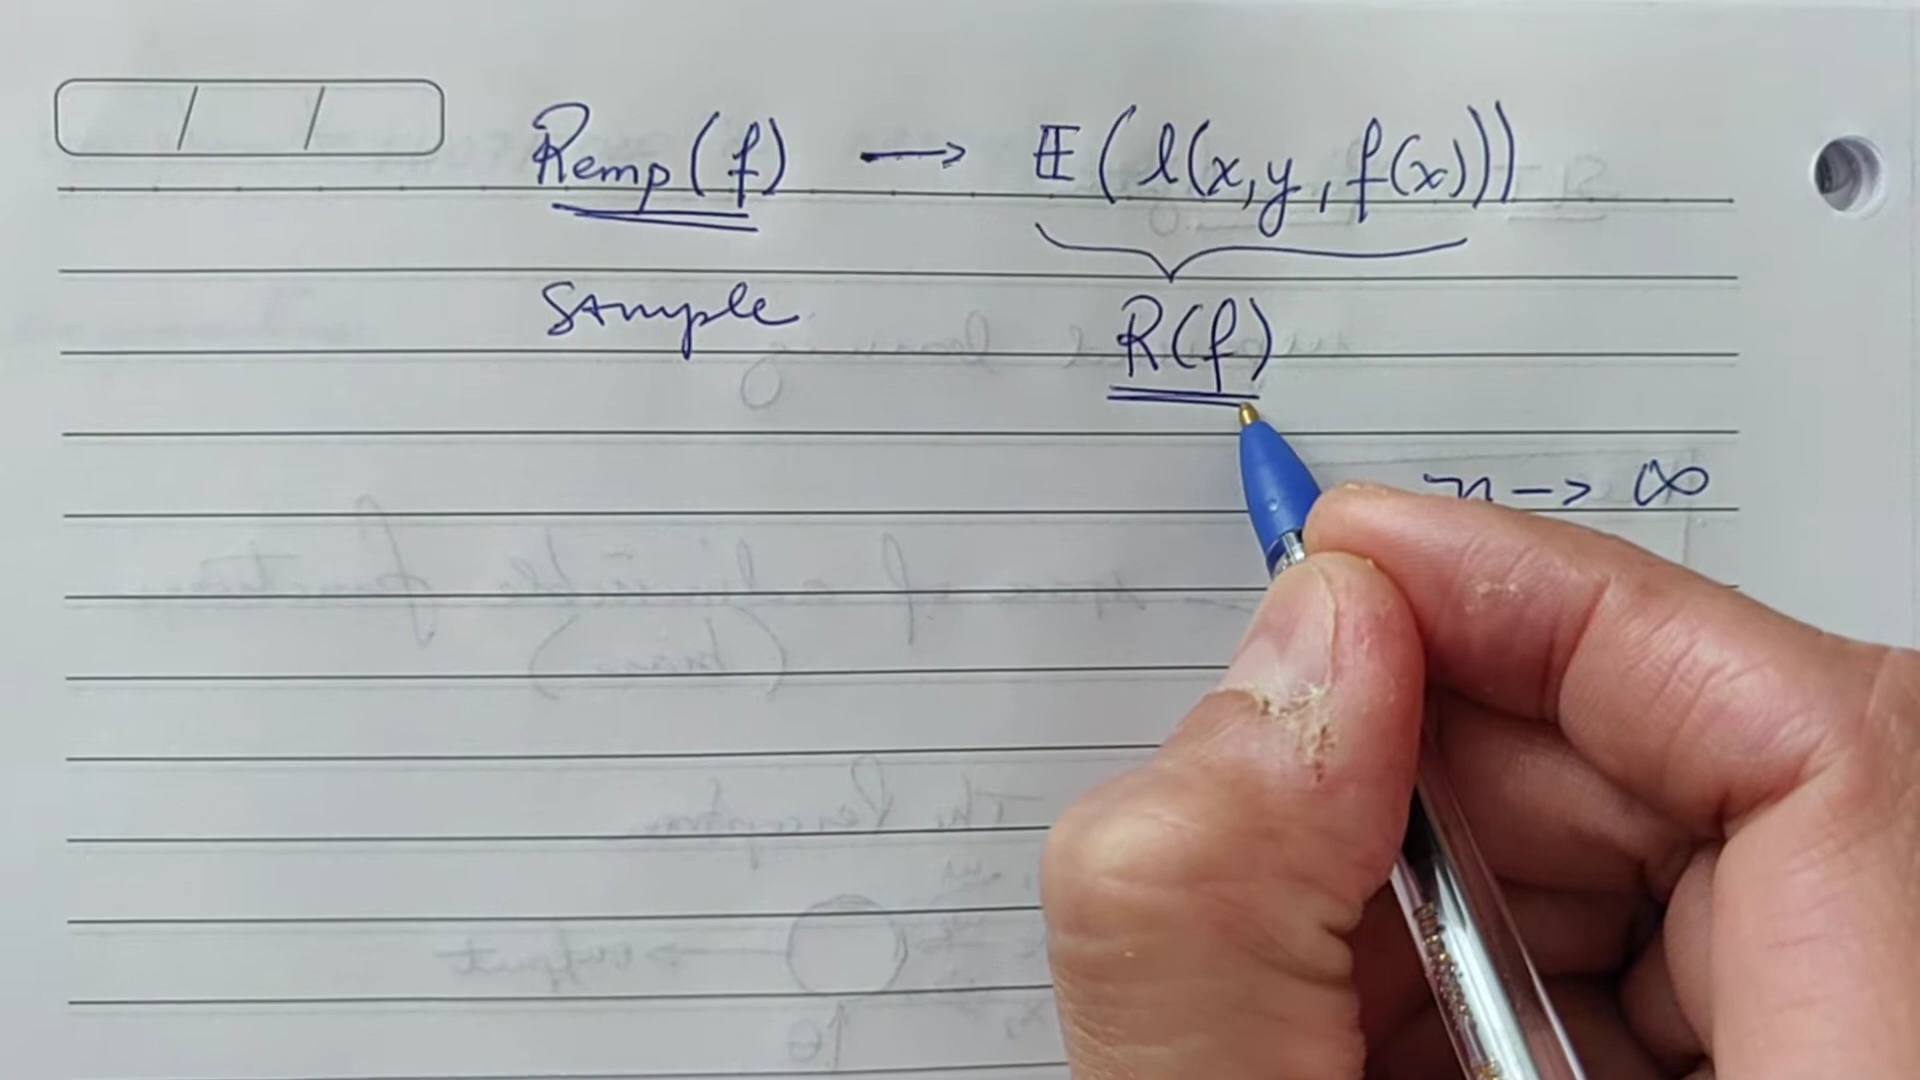 Remp(f) → 𝔼(l(x,y,f(x)))
Sample
R(f)
n → ∞